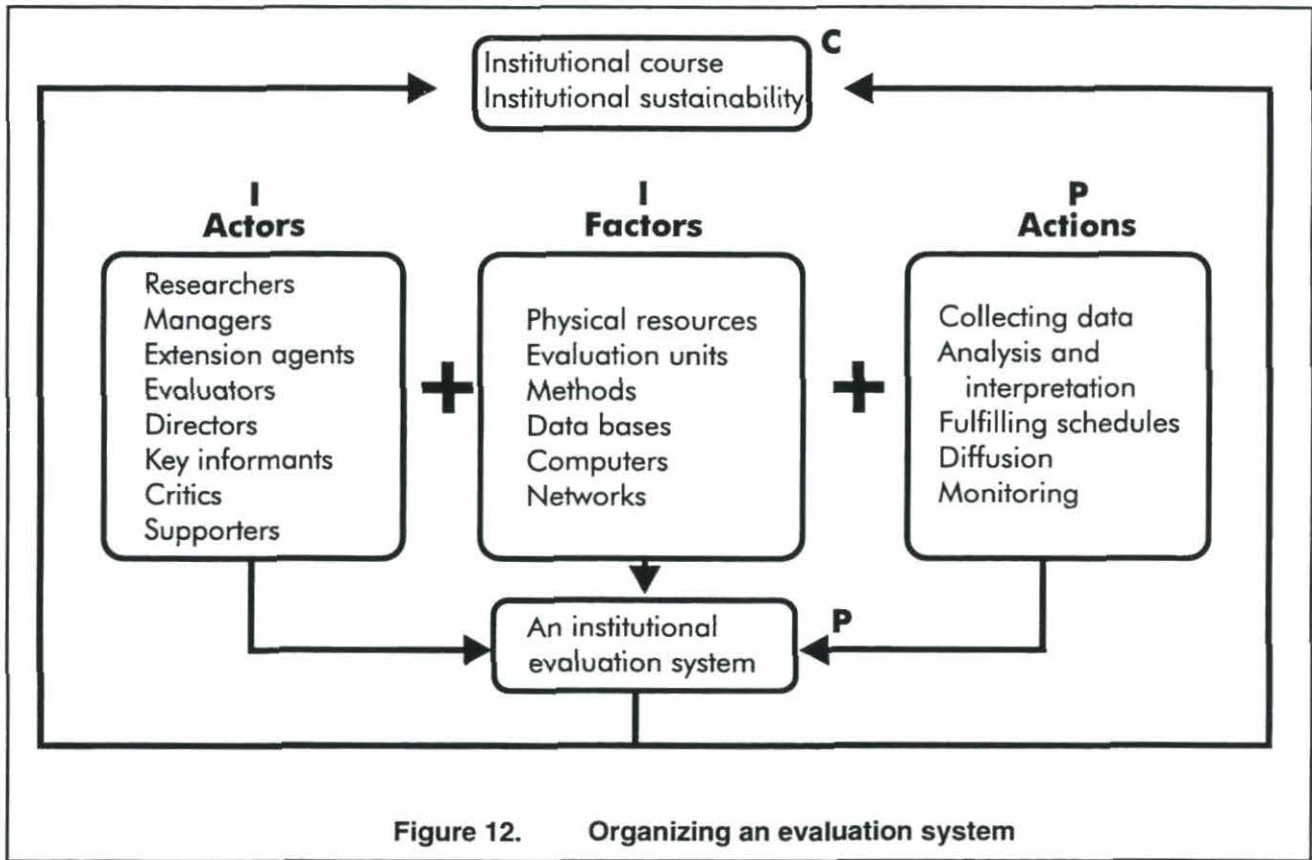 C
Institutional course
Institutional sustainability
I
Actors
Researchers
Managers
Extension agents
Evaluators
Directors
Key informants
Critics
Supporters
+
I
Factors
Physical resources
Evaluation units
Methods
Data bases
Computers
Networks
+
P
Actions
Collecting data
Analysis and
interpretation
Fulfilling schedules
Diffusion
Monitoring
P
An institutional
evaluation system
Figure 12. Organizing an evaluation system